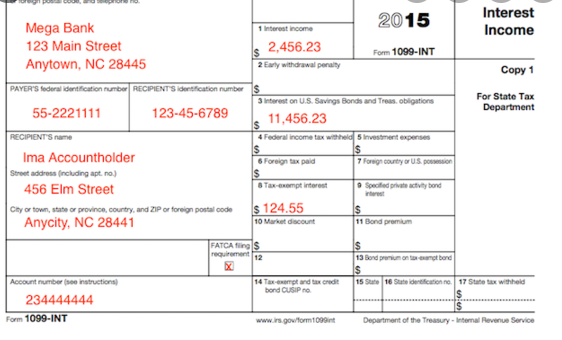 foreign postal code, and telephone no.
Mega Bank
123 Main Street
Anytown, NC 28445
1 Interest income
$ 2,456.23
2015
Form 1099-INT
Interest
Income
2 Early withdrawal penalty
$
Copy 1
For State Tax
Department
PAYER'S federal identification number
RECIPIENT'S identification number
55-2221111
123-45-6789
3 Interest on U.S. Savings Bonds and Treas. obligations
$ 11,456.23
RECIPIENT'S name
Ima Accountholder
4 Federal income tax withheld
$
5 Investment expenses
$
Street address (including apt. no.)
456 Elm Street
6 Foreign tax paid
$
7 Foreign country or U.S. possession
City or town, state or province, country, and ZIP or foreign postal code
Anycity, NC 28441
8 Tax-exempt interest
$ 124.55
9 Specified private activity bond
interest
$
10 Market discount
$
11 Bond premium
$
FATCA filing
requirement
X
12
13 Bond premium on tax-exempt bond
$
Account number (see instructions)
234444444
14 Tax-exempt and tax credit
bond CUSIP no.
15 State
16 State identification no.
17 State tax withheld
$
$
Form 1099-INT
www.irs.gov/form1099int
Department of the Treasury - Internal Revenue Service